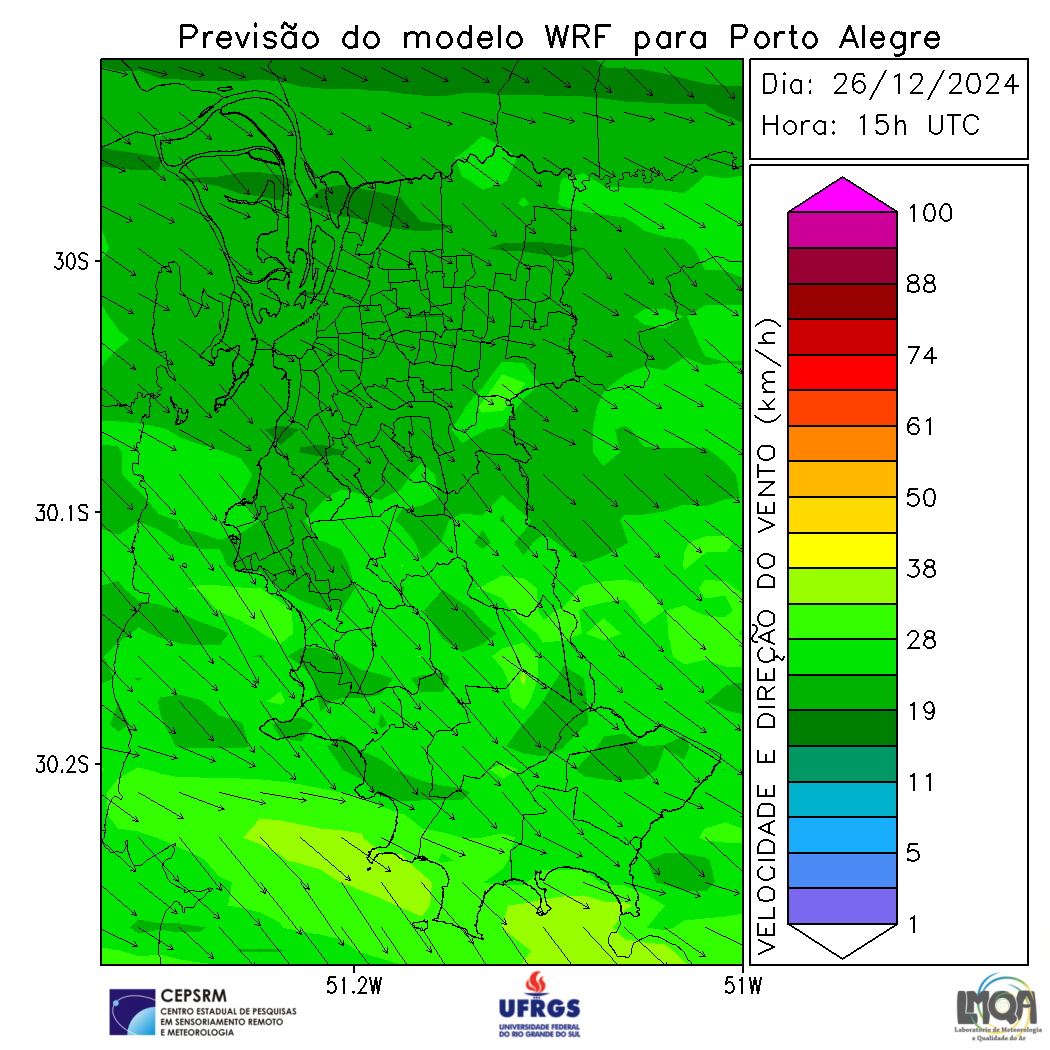 Previsão do modelo WRF para Porto Alegre
Dia: 26/12/2024
Hora: 15h UTC
30S
30.1S
30.2S
51.2W
51W
VELOCIDADE E DIREÇÃO DO VENTO (km/h)
100
88
74
61
50
38
28
19
11
5
1
CEPSRM
CENTRO ESTADUAL DE PESQUISAS
EM SENSORIAMENTO REMOTO
E METEOROLOGIA
UFRGS
UNIVERSIDADE FEDERAL
DO RIO GRANDE DO SUL
LMQA
Laboratório de Meteorologia
e Qualidade do Ar